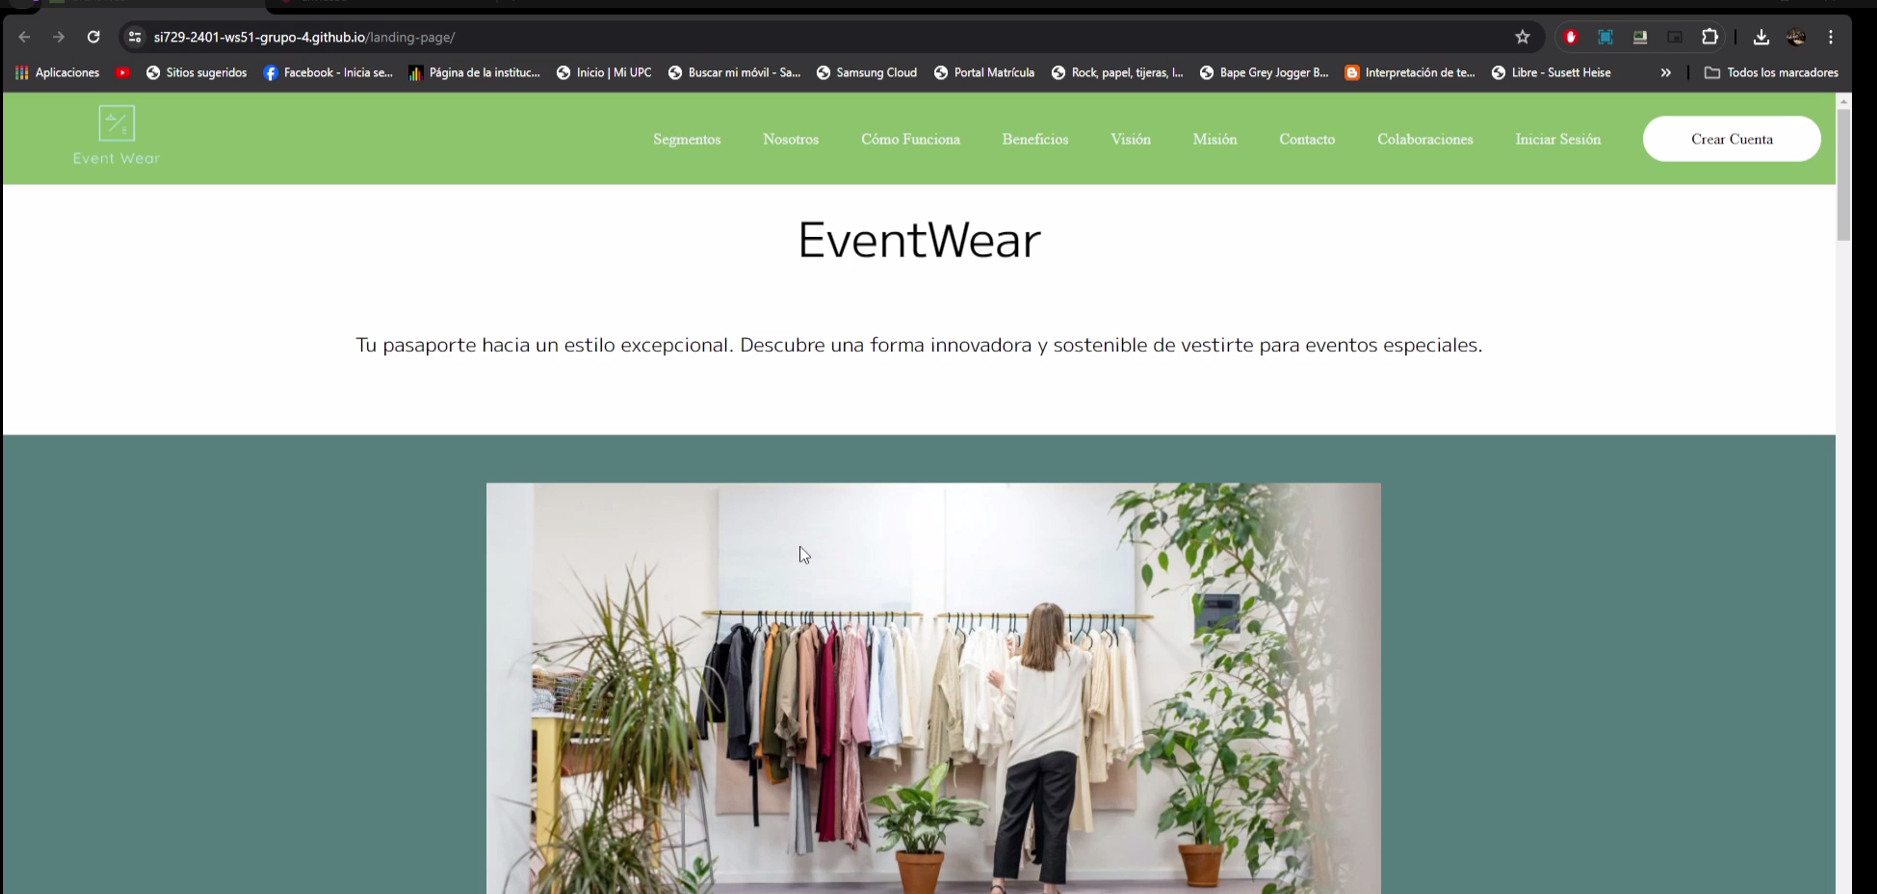 si729-2401-ws51-grupo-4.github.io/landing-page/
Aplicaciones Sitios sugeridos Facebook - Inicia se... Página de la instituc... Inicio | Mi UPC Buscar mi móvil - Sa... Samsung Cloud Portal Matrícula Rock, papel, tijeras, l... Bape Grey Jogger B... Interpretación de te... Libre - Susett Heise » Todos los marcadores
Event Wear
Segmentos Nosotros Cómo Funciona Beneficios Visión Misión Contacto Colaboraciones Iniciar Sesión Crear Cuenta
EventWear
Tu pasaporte hacia un estilo excepcional. Descubre una forma innovadora y sostenible de vestirte para eventos especiales.